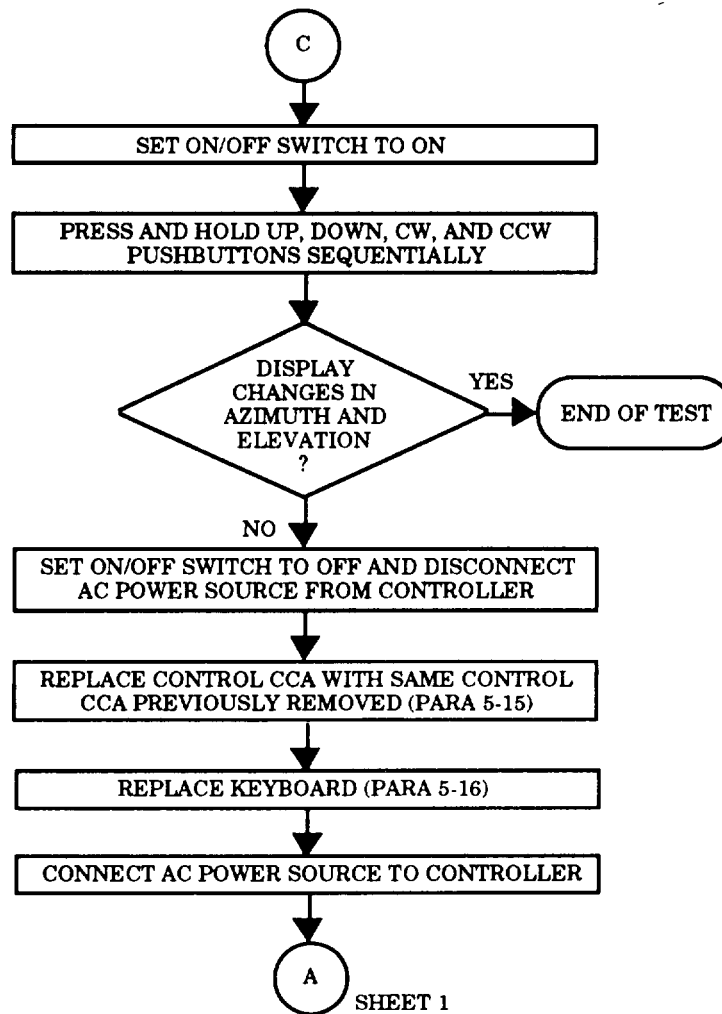 C
SET ON/OFF SWITCH TO ON
PRESS AND HOLD UP, DOWN, CW, AND CCW
PUSHBUTTONS SEQUENTIALLY
DISPLAY
CHANGES IN
AZIMUTH AND
ELEVATION
?
YES
END OF TEST
NO
SET ON/OFF SWITCH TO OFF AND DISCONNECT
AC POWER SOURCE FROM CONTROLLER
REPLACE CONTROL CCA WITH SAME CONTROL
CCA PREVIOUSLY REMOVED (PARA 5-15)
REPLACE KEYBOARD (PARA 5-16)
CONNECT AC POWER SOURCE TO CONTROLLER
A
SHEET 1